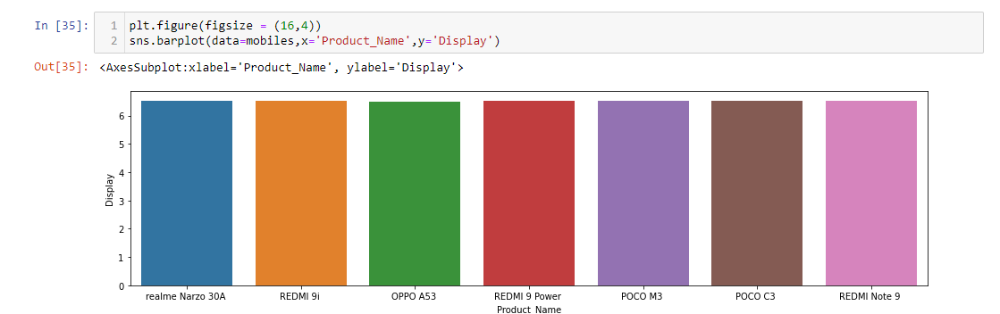 In [35]:
1 plt.figure(figsize = (16,4))
2 sns.barplot(data=mobiles,x='Product_Name',y='Display')
Out[35]: <AxesSubplot:xlabel='Product_Name', ylabel='Display'>
6
5
4
3
2
1
0
Display
realme Narzo 30A REDMI 9i OPPO A53 REDMI 9 Power POCO M3 POCO C3 REDMI Note 9
Product_Name